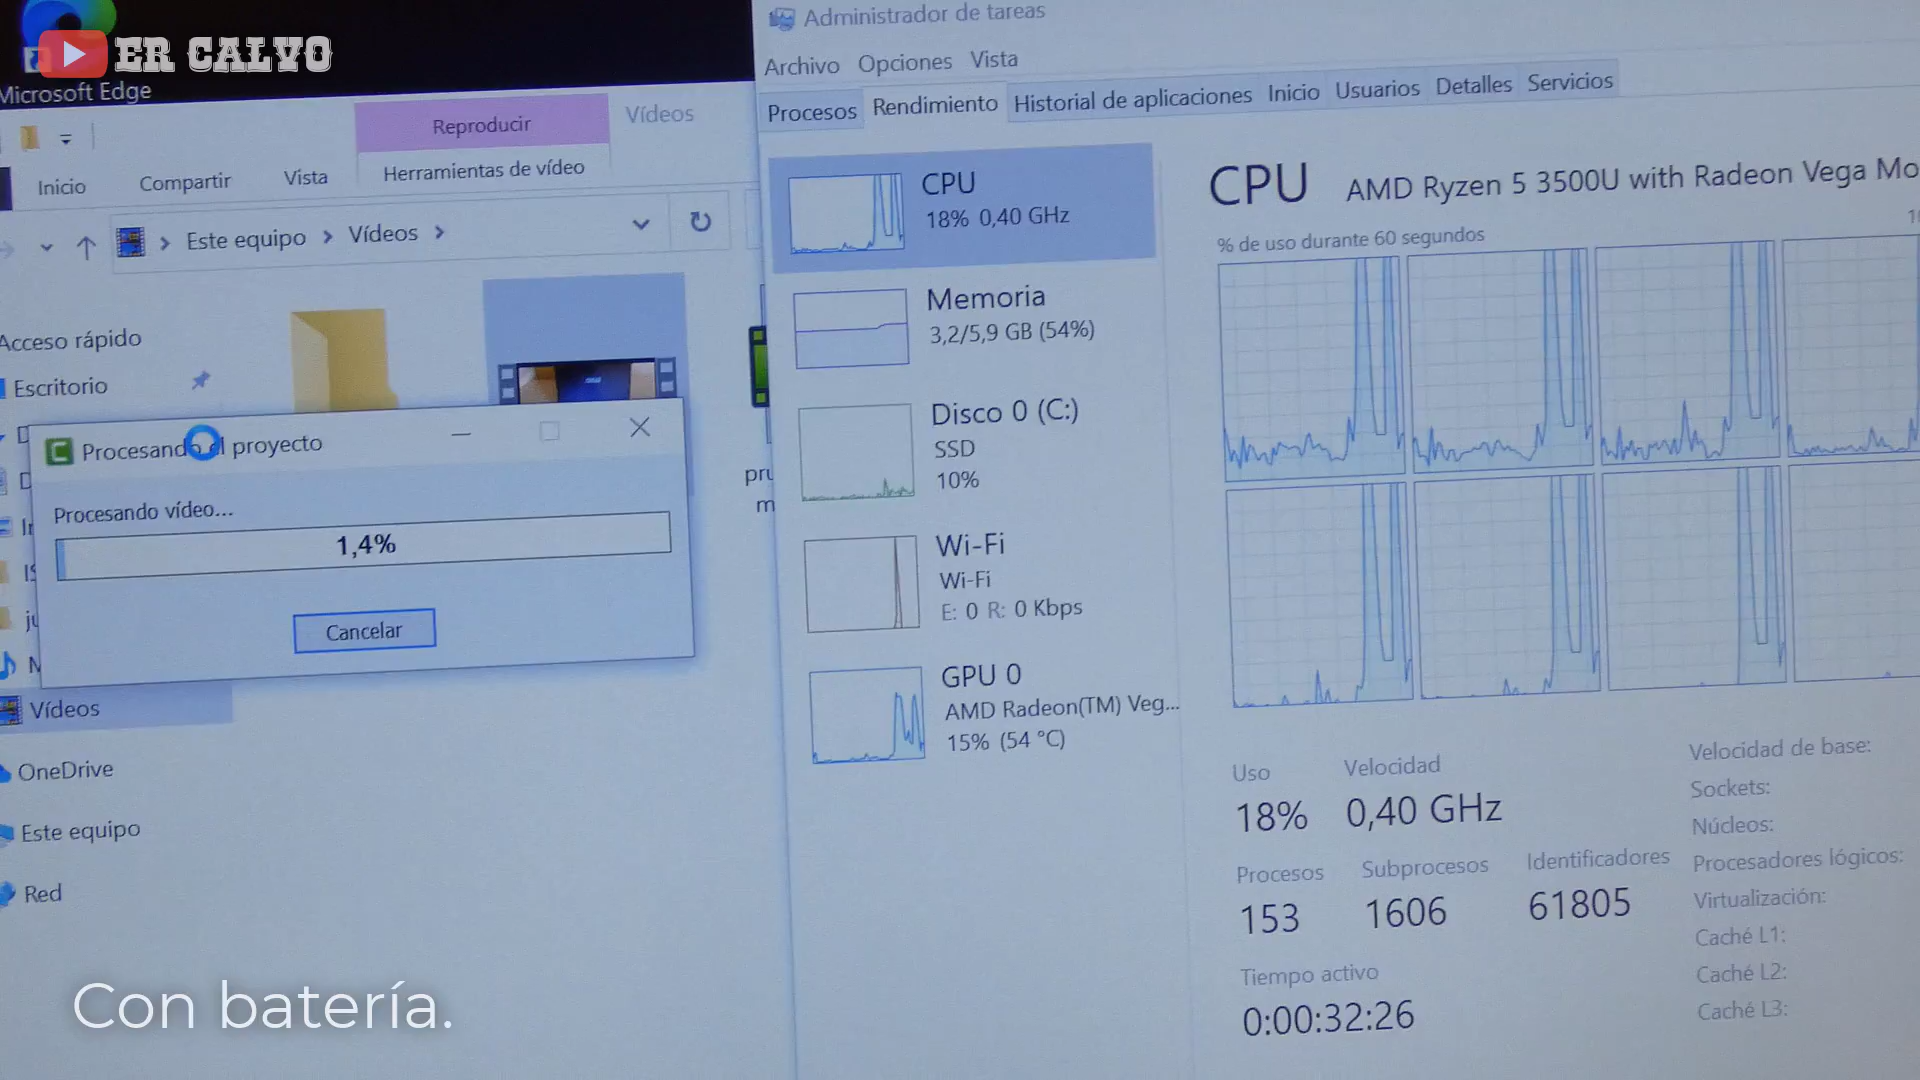 ER CALVO
Microsoft Edge
Reproducir
Vídeos
Inicio
Compartir
Vista
Herramientas de vídeo
Este equipo
Vídeos
Acceso rápido
Escritorio
Procesando el proyecto
Procesando vídeo...
1,4%
Cancelar
Vídeos
OneDrive
Este equipo
Red
Con batería.
Administrador de tareas
Archivo Opciones Vista
Procesos Rendimiento Historial de aplicaciones Inicio Usuarios Detalles Servicios
CPU
18% 0,40 GHz
Memoria
3,2/5,9 GB (54%)
Disco 0 (C:)
SSD
10%
Wi-Fi
Wi-Fi
E: 0 R: 0 Kbps
GPU 0
AMD Radeon(TM) Veg...
15% (54 °C)
CPU AMD Ryzen 5 3500U with Radeon Vega Mo
% de uso durante 60 segundos
Uso
Velocidad
18%
0,40 GHz
Procesos
Subprocesos
Identificadores
153
1606
61805
Tiempo activo
0:00:32:26
Velocidad de base:
Sockets:
Núcleos:
Procesadores lógicos:
Virtualización:
Caché L1:
Caché L2:
Caché L3: